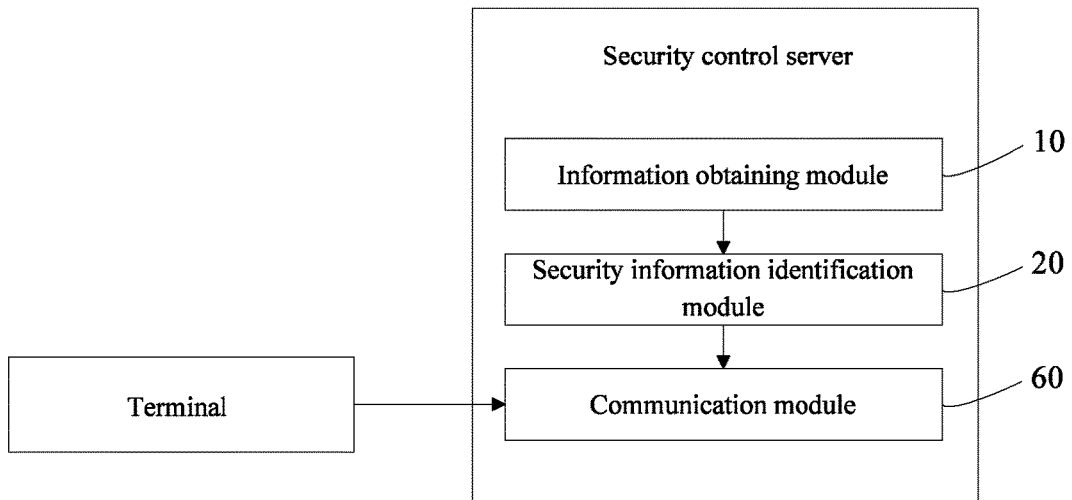 Security control server
10
Information obtaining module
20
Security information identification
module
60
Terminal
Communication module